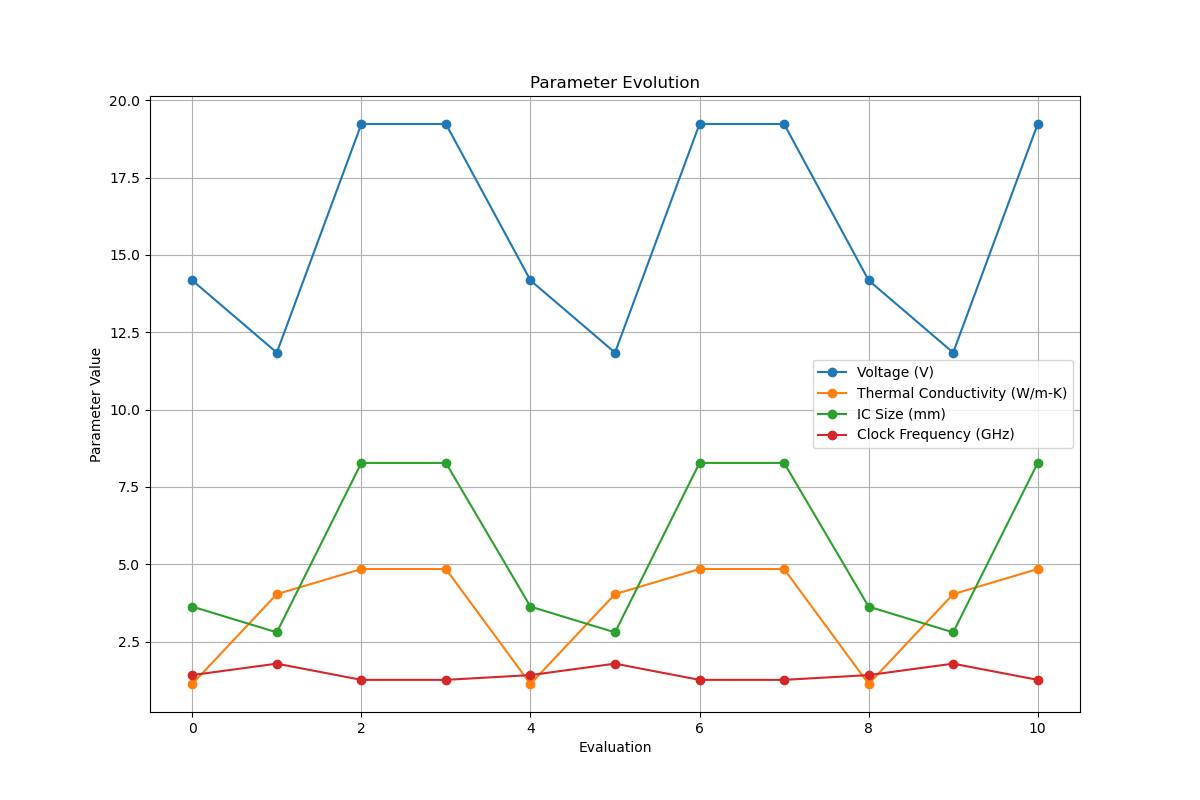 Parameter Evolution
20.0
17.5
15.0
12.5
10.0
7.5
5.0
2.5
Parameter Value
Voltage (V)
Thermal Conductivity (W/m-K)
IC Size (mm)
Clock Frequency (GHz)
0 2 4 6 8 10
Evaluation